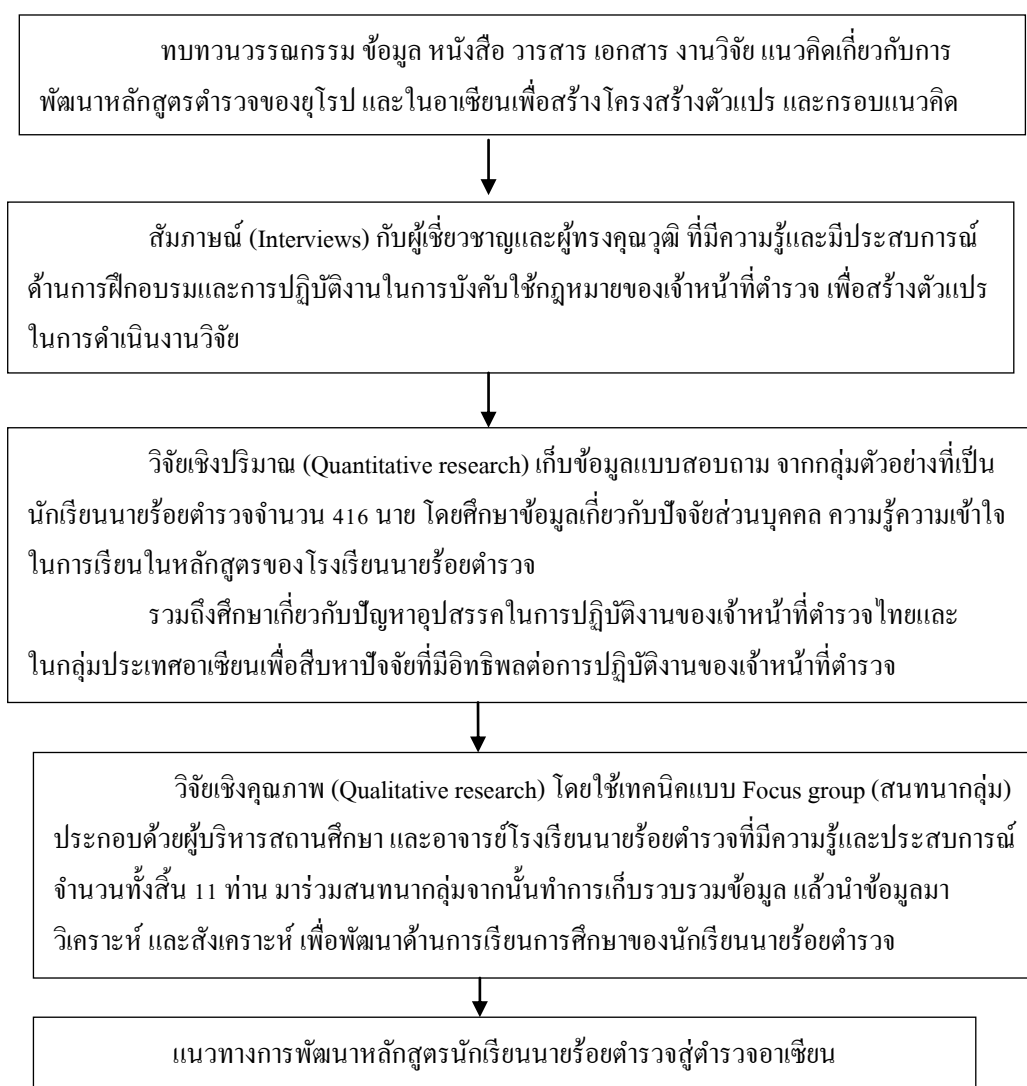 ทบทวนวรรณกรรม ข้อมูล หนังสือ วารสาร เอกสาร งานวิจัย แนวคิดเกี่ยวกับการ
พัฒนาหลักสูตรตำรวจของยุโรป และในอาเซียนเพื่อสร้างโครงสร้างตัวแปร และกรอบแนวคิด
สัมภาษณ์ (Interviews) กับผู้เชี่ยวชาญและผู้ทรงคุณวุฒิ ที่มีความรู้และมีประสบการณ์
ด้านการฝึกอบรมและการปฏิบัติงานในการบังคับใช้กฎหมายของเจ้าหน้าที่ตำรวจ เพื่อสร้างตัวแปร
ในการดำเนินงานวิจัย
วิจัยเชิงปริมาณ (Quantitative research) เก็บข้อมูลแบบสอบถาม จากกลุ่มตัวอย่างที่เป็น
นักเรียนนายร้อยตำรวจจำนวน 416 นาย โดยศึกษาข้อมูลเกี่ยวกับปัจจัยส่วนบุคคล ความรู้ความเข้าใจ
ในการเรียนในหลักสูตรของโรงเรียนนายร้อยตำรวจ
รวมถึงศึกษาเกี่ยวกับปัญหาอุปสรรคในการปฏิบัติงานของเจ้าหน้าที่ตำรวจไทยและ
ในกลุ่มประเทศอาเซียนเพื่อสืบหาปัจจัยที่มีอิทธิพลต่อการปฏิบัติงานของเจ้าหน้าที่ตำรวจ
วิจัยเชิงคุณภาพ (Qualitative research) โดยใช้เทคนิคแบบ Focus group (สนทนากลุ่ม)
ประกอบด้วยผู้บริหารสถานศึกษา และอาจารย์โรงเรียนนายร้อยตำรวจที่มีความรู้และประสบการณ์
จำนวนทั้งสิ้น 11 ท่าน มาร่วมสนทนากลุ่มจากนั้นทำการเก็บรวบรวมข้อมูล แล้วนำข้อมูลมา
วิเคราะห์ และสังเคราะห์ เพื่อพัฒนาด้านการเรียนการศึกษาของนักเรียนนายร้อยตำรวจ
แนวทางการพัฒนาหลักสูตรนักเรียนนายร้อยตำรวจสู่ตำรวจอาเซียน